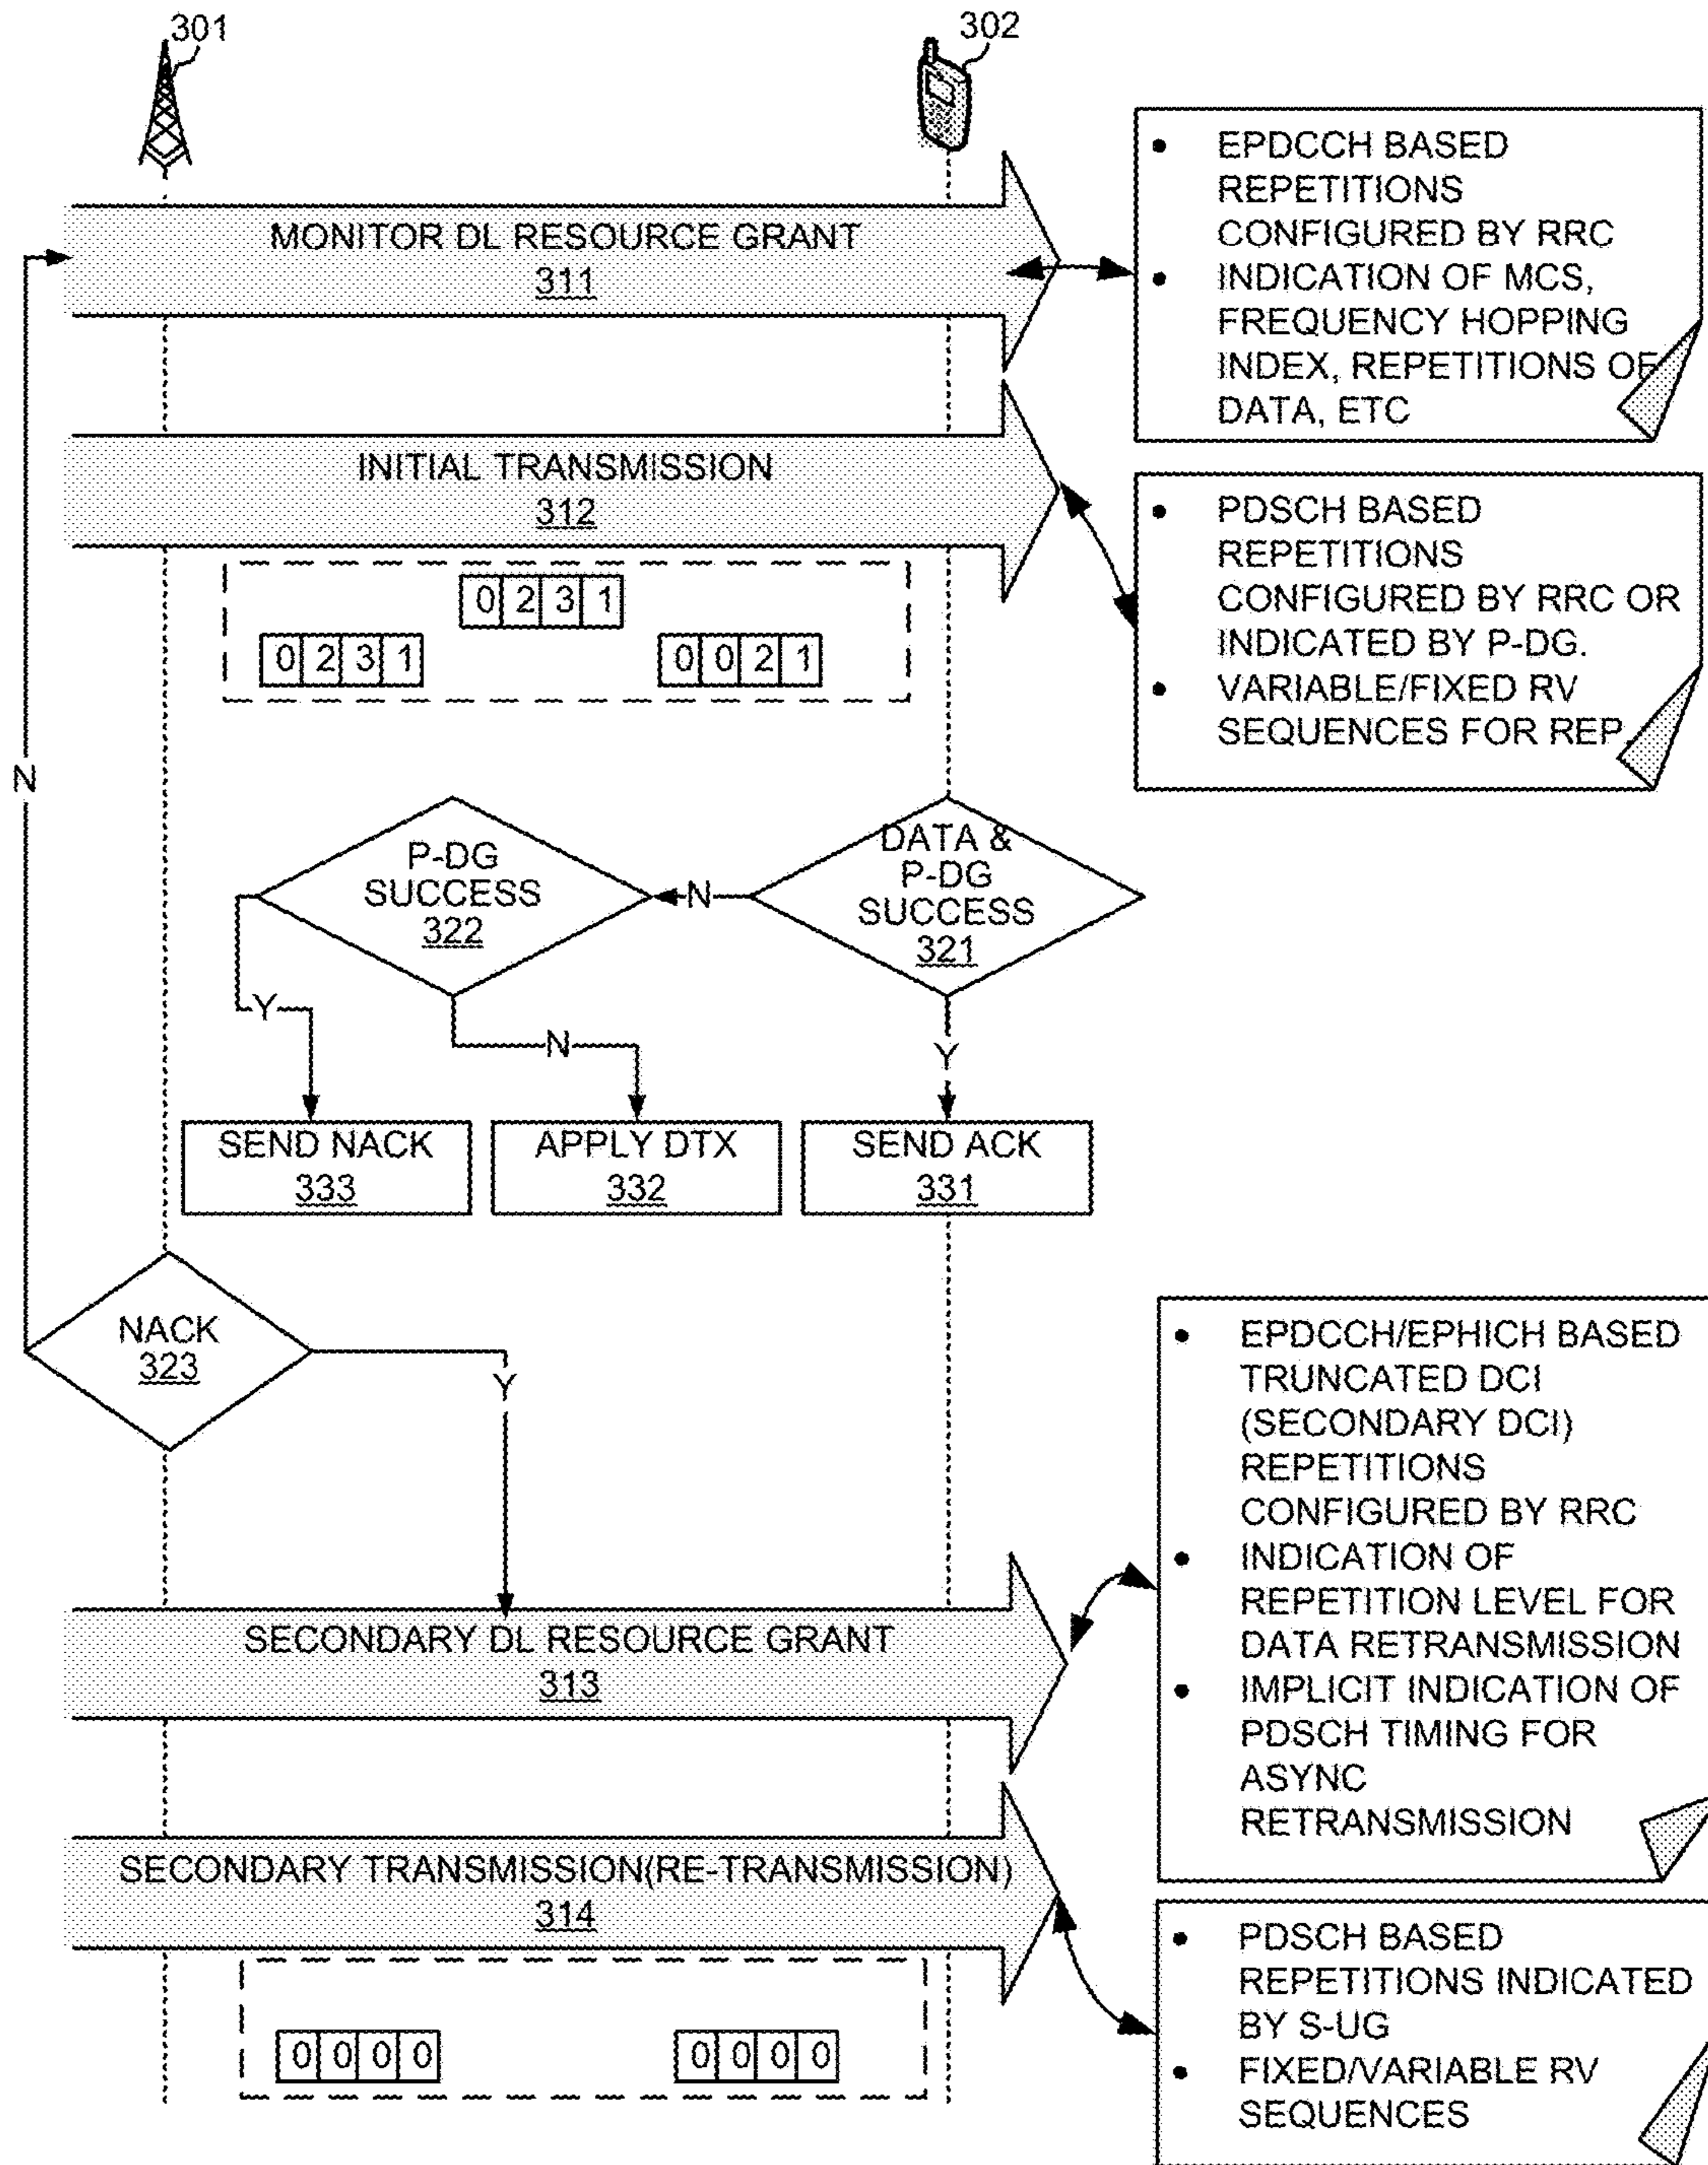 301
302
MONITOR DL RESOURCE GRANT
311
• EPDCCH BASED
REPETITIONS
CONFIGURED BY RRC
• INDICATION OF MCS,
FREQUENCY HOPPING
INDEX, REPETITIONS OF
DATA, ETC
INITIAL TRANSMISSION
312
• PDSCH BASED
REPETITIONS
CONFIGURED BY RRC OR
INDICATED BY P-DG.
• VARIABLE/FIXED RV
SEQUENCES FOR REP.
0 2 3 1
0 2 3 1
0 0 2 1
N
P-DG
SUCCESS
322
N
DATA &
P-DG
SUCCESS
321
Y
N
Y
SEND NACK
333
APPLY DTX
332
SEND ACK
331
NACK
323
Y
• EPDCCH/EPHICH BASED
TRUNCATED DCI
(SECONDARY DCI)
REPETITIONS
CONFIGURED BY RRC
• INDICATION OF
REPETITION LEVEL FOR
DATA RETRANSMISSION
• IMPLICIT INDICATION OF
PDSCH TIMING FOR
ASYNC
RETRANSMISSION
SECONDARY DL RESOURCE GRANT
313
SECONDARY TRANSMISSION(RE-TRANSMISSION)
314
• PDSCH BASED
REPETITIONS INDICATED
BY S-UG
• FIXED/VARIABLE RV
SEQUENCES
0 0 0 0
0 0 0 0